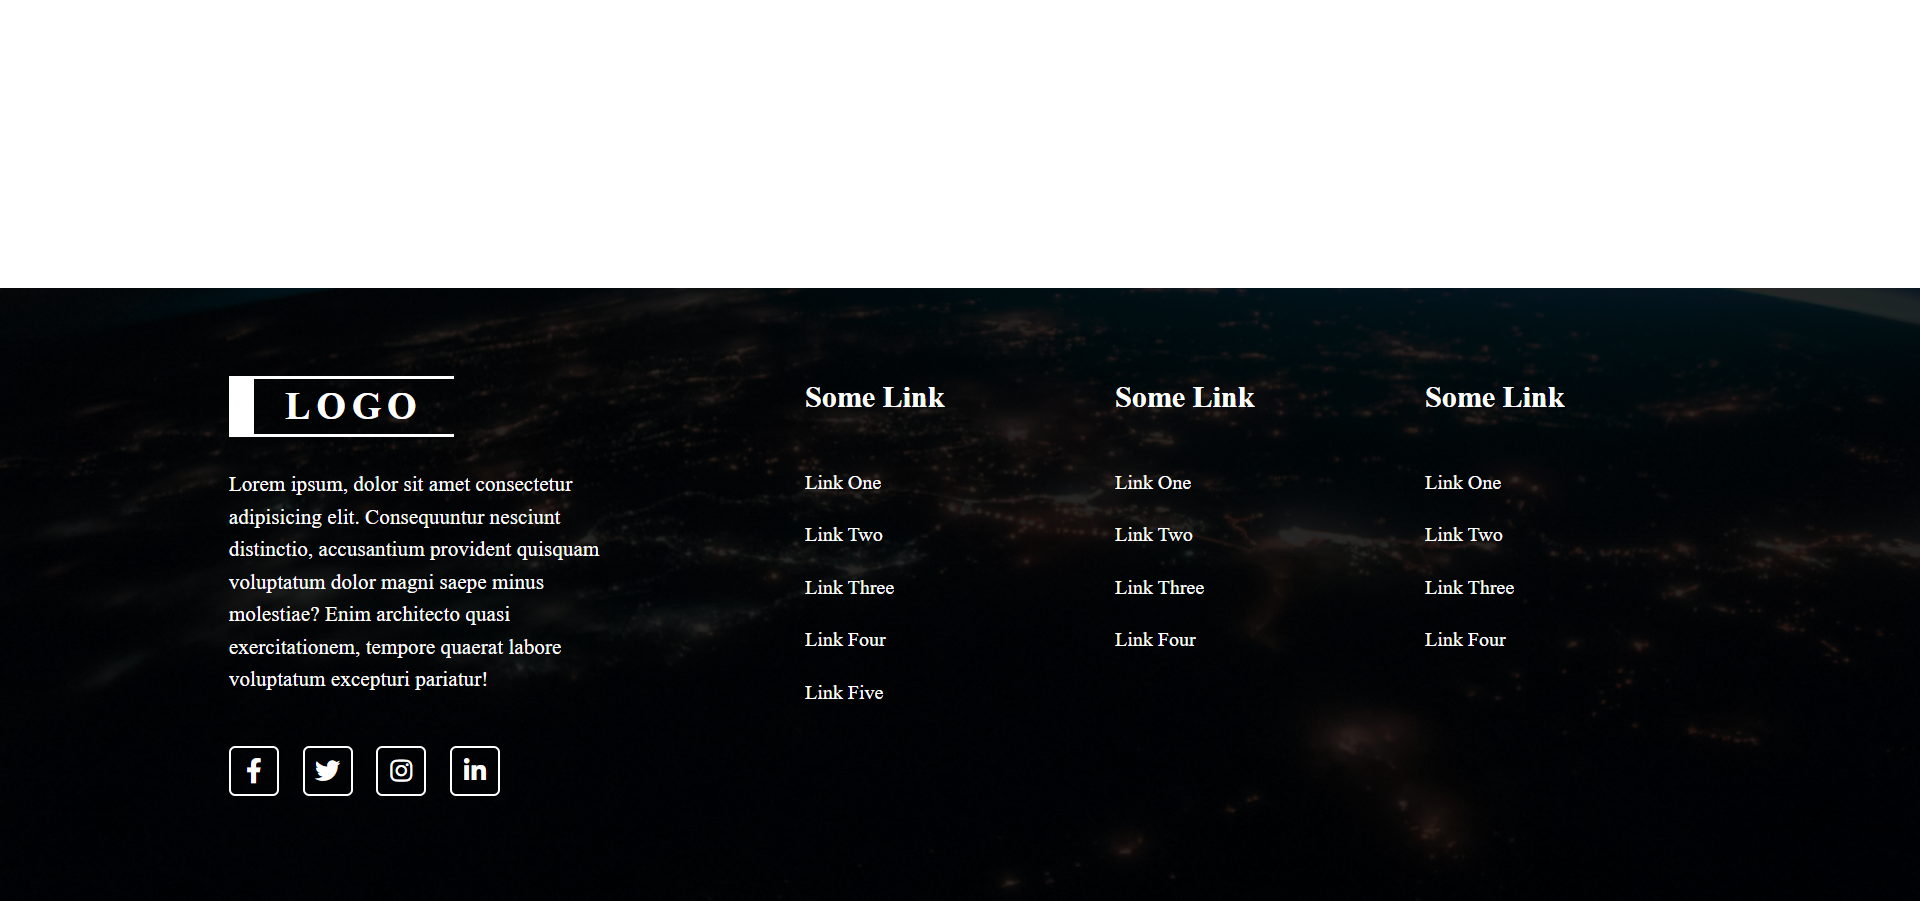 LOGO
Lorem ipsum, dolor sit amet consectetur
adipisicing elit. Consequuntur nesciunt
distinctio, accusantium provident quisquam
voluptatum dolor magni saepe minus
molestiae? Enim architecto quasi
exercitationem, tempore quaerat labore
voluptatum excepturi pariatur!
Some Link
Link One
Link Two
Link Three
Link Four
Link Five
Some Link
Link One
Link Two
Link Three
Link Four
Some Link
Link One
Link Two
Link Three
Link Four